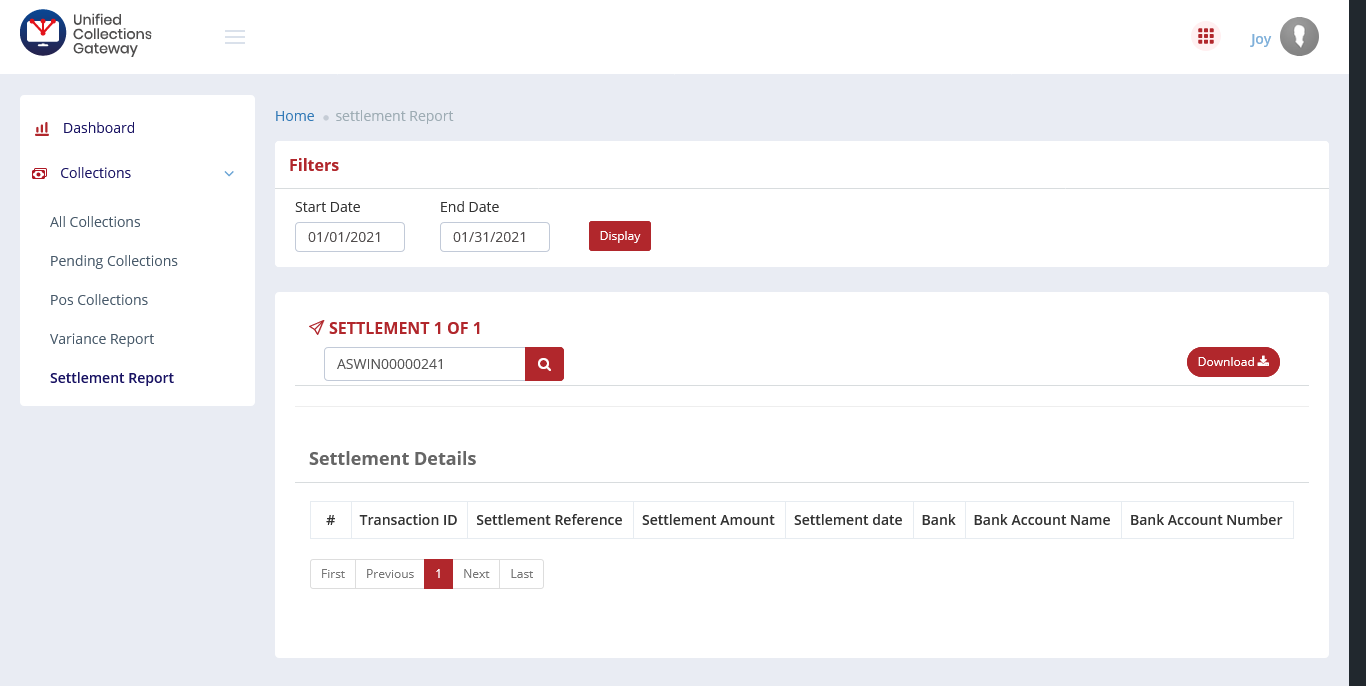 Unified
Collections
Gateway
Joy
Dashboard
Collections
All Collections
Pending Collections
Pos Collections
Variance Report
Settlement Report
Home settlement Report
Filters
Start Date End Date
01/01/2021 01/31/2021 Display
SETTLEMENT 1 OF 1
ASWIN00000241 Download
Settlement Details
# Transaction ID Settlement Reference Settlement Amount Settlement date Bank Bank Account Name Bank Account Number
First Previous 1 Next Last